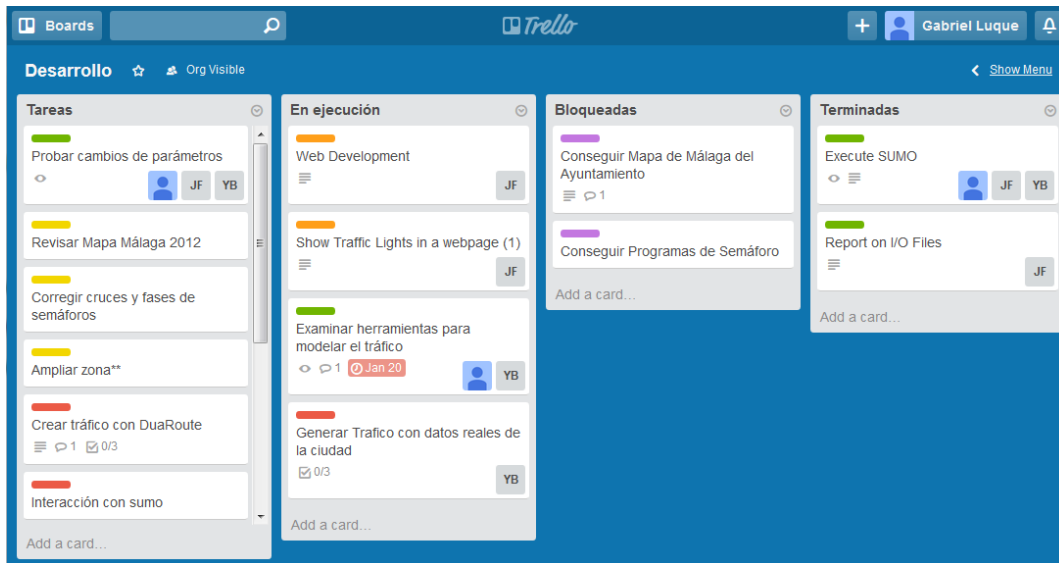 Boards
Trello
Gabriel Luque
Desarrollo
Org Visible
Show Menu
Tareas
Probar cambios de parámetros
JF YB
Revisar Mapa Málaga 2012
Corregir cruces y fases de
semáforos
Ampliar zona**
Crear tráfico con DuaRoute
1 0/3
Interacción con sumo
Add a card...
En ejecución
Web Development
JF
Show Traffic Lights in a webpage (1)
JF
Examinar herramientas para
modelar el tráfico
1 Jan 20
YB
Generar Trafico con datos reales de
la ciudad
0/3
YB
Add a card...
Bloqueadas
Conseguir Mapa de Málaga del
Ayuntamiento
1
Conseguir Programas de Semáforo
Add a card...
Terminadas
Execute SUMO
JF YB
Report on I/O Files
JF
Add a card...